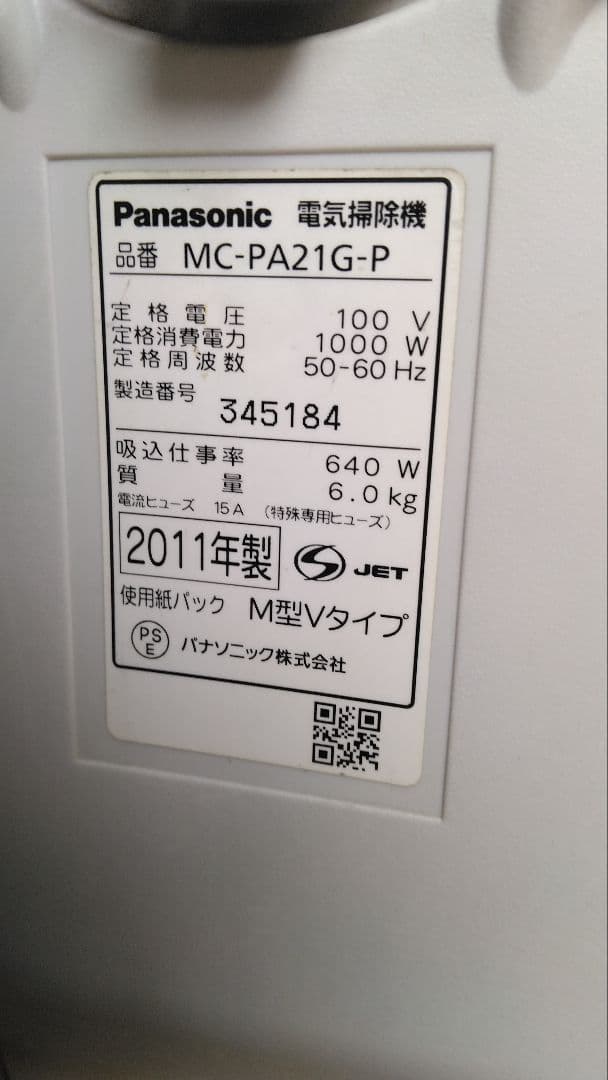 Panasonic 電気掃除機
品番 MC-PA21G-P
定格電圧 100 V
定格消費電力 1000 W
定格周波数 50-60 Hz
製造番号 345184
吸込仕事率 640 W
質量 6.0 kg
電流ヒューズ 15A (特殊専用ヒューズ)
2011年製 S JET
使用紙パック M型Vタイプ
PS E パナソニック株式会社